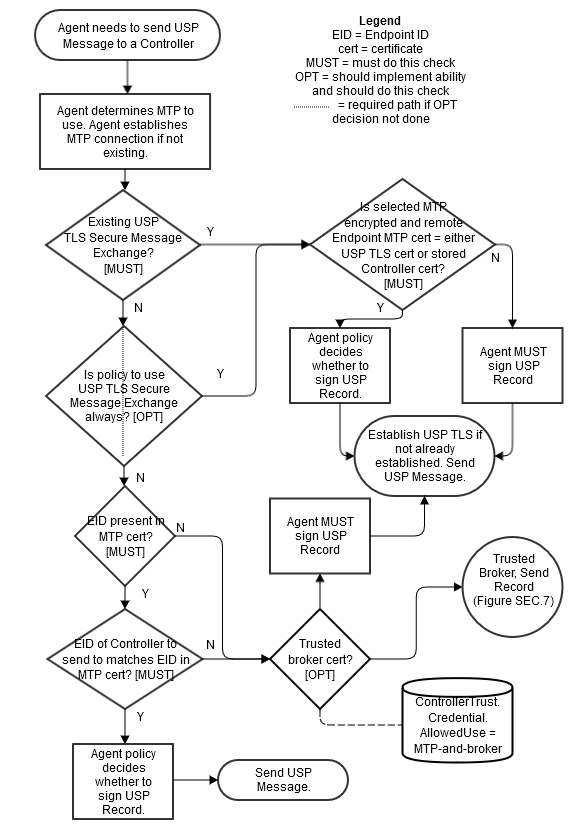 Agent needs to send USP
Message to a Controller
Legend
EID = Endpoint ID
cert = certificate
MUST = must do this check
OPT = should implement ability
and should do this check
= required path if OPT
decision not done
Agent determines MTP to
use. Agent establishes
MTP connection if not
existing.
Existing USP
TLS Secure Message
Exchange?
[MUST]
Y
N
Is selected MTP
encrypted and remote
Endpoint MTP cert = either
USP TLS cert or stored
Controller cert?
[MUST]
N
Y
Is policy to use
USP TLS Secure
Message Exchange
always? [OPT]
Y
N
Agent policy
decides
whether to
sign USP
Record.
Agent MUST
sign USP
Record
Establish USP TLS if
not already
established. Send
USP Message.
EID present in
MTP cert?
[MUST]
N
Y
Agent MUST
sign USP
Record
Trusted
Broker, Send
Record
(Figure SEC.7)
EID of Controller to
send to matches EID in
MTP cert? [MUST]
N
Y
Trusted
broker cert?
[OPT]
ControllerTrust.
Credential.
AllowedUse =
MTP-and-broker
Agent policy
decides
whether to
sign USP
Record.
Send USP
Message.